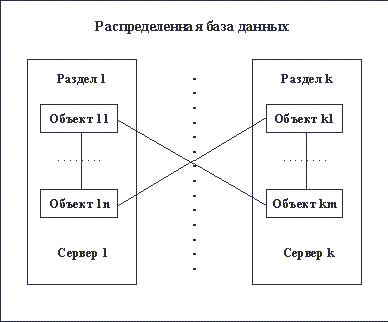 Распределенная база данных
Раздел 1
Раздел k
Объект 11
Объект k1
. . . . . . . .
. . . . . . . .
Объект 1n
Объект km
Сервер 1
Сервер k